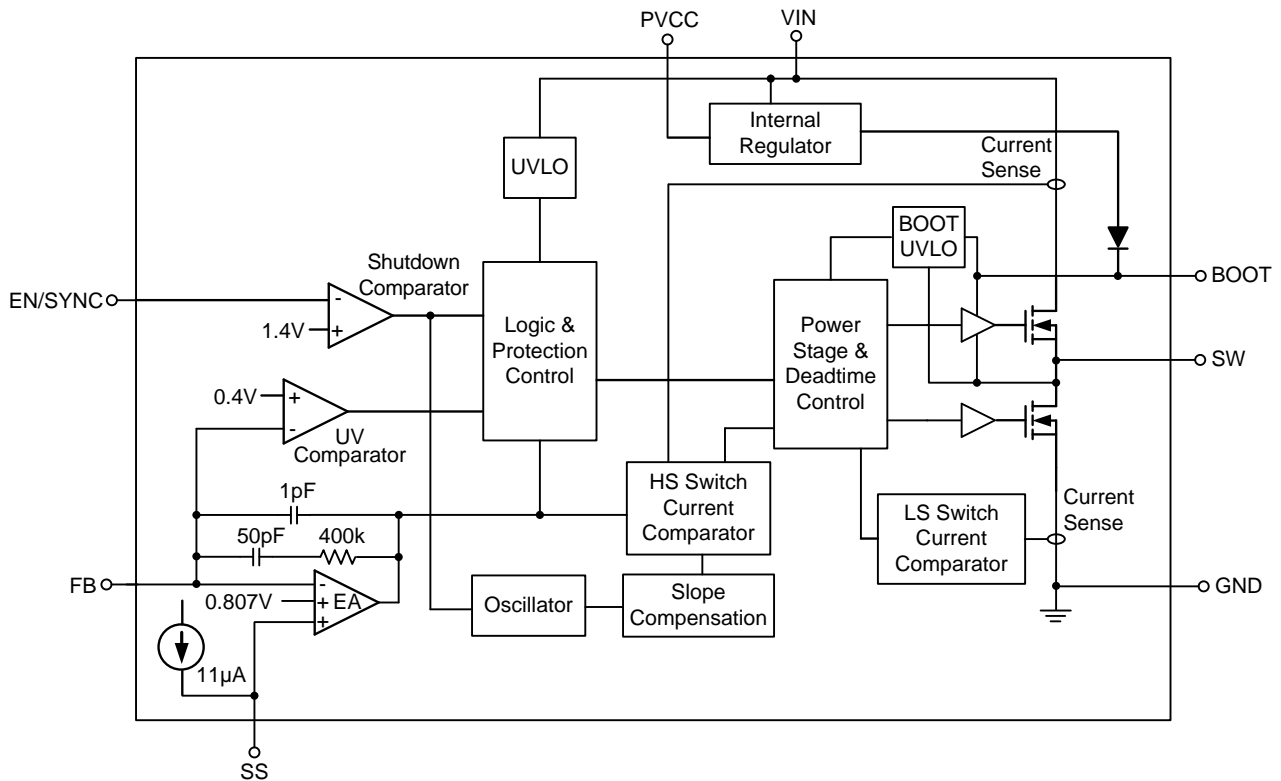 PVCC
VIN
Internal
Regulator
Current
Sense
UVLO
BOOT
UVLO
Shutdown
Comparator
EN/SYNC
-
1.4V
+
Logic &
Protection
Control
Power
Stage &
Deadtime
Control
BOOT
SW
0.4V
+
-
UV
Comparator
1pF
50pF
400k
HS Switch
Current
Comparator
LS Switch
Current
Comparator
Current
Sense
FB
-
0.807V
+
EA
+
Oscillator
Slope
Compensation
GND
11µA
SS